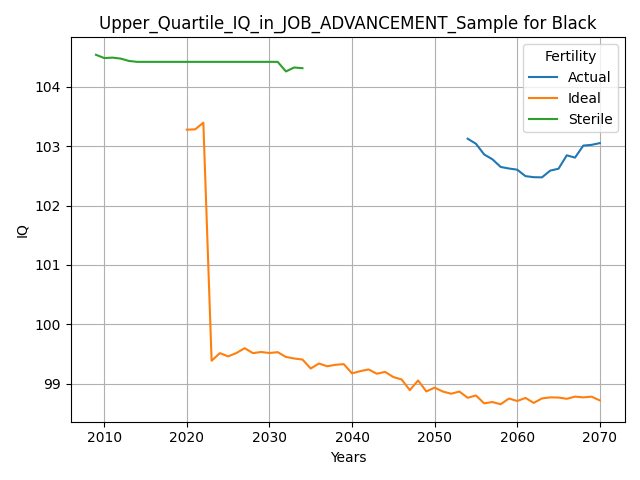 Upper_Quartile_IQ_in_JOB_ADVANCEMENT_Sample for Black
Fertility
Actual
Ideal
Sterile
IQ
104
103
102
101
100
99
2010 2020 2030 2040 2050 2060 2070
Years